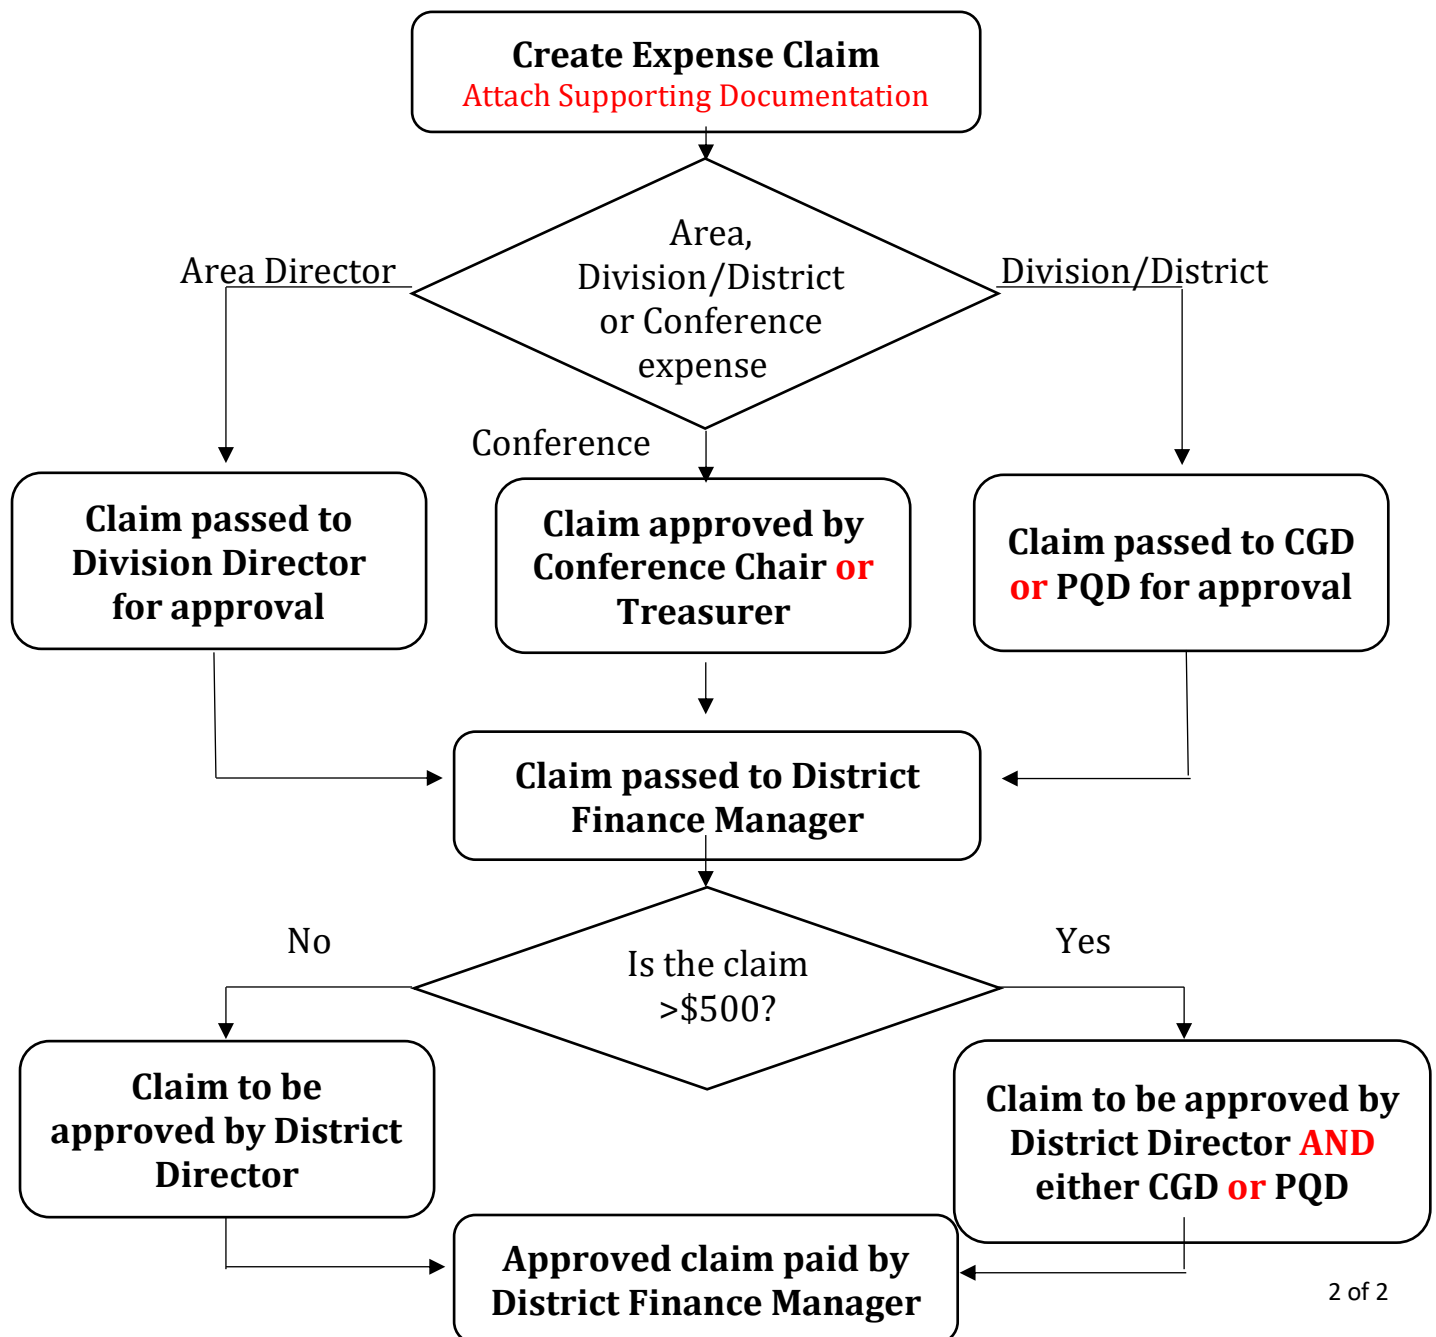 Create Expense Claim
Attach Supporting Documentation
Area,
Division/District
or Conference
expense
Area Director
Division/District
Conference
Claim passed to
Division Director
for approval
Claim approved by
Conference Chair or
Treasurer
Claim passed to CGD
or PQD for approval
Claim passed to District
Finance Manager
No
Yes
Is the claim
>$500?
Claim to be
approved by District
Director
Claim to be approved by
District Director AND
either CGD or PQD
Approved claim paid by
District Finance Manager
2 of 2